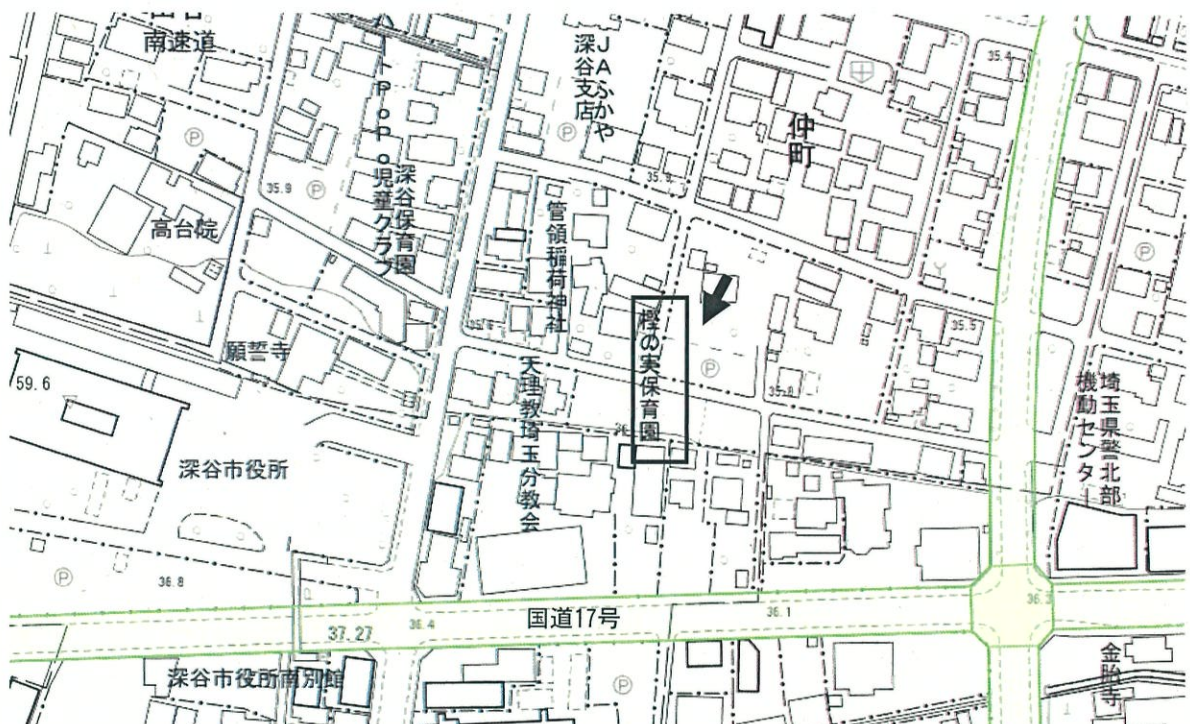 南速道
JAふかや
深谷支店
仲町
35.4
Ⓟ
Ⓟ
PoPo児童クラブ
深谷保育園
35.9
Ⓟ
高台院
管領稲荷神社
樫の実保育園
35.5
Ⓟ
願誓寺
59.6
天理教埼玉分教会
Ⓟ
35.8
埼玉県警北部
機動センター
深谷市役所
Ⓟ
36.8
国道17号
36.4
36.1
37.27
深谷市役所南別館
Ⓟ
金胎寺